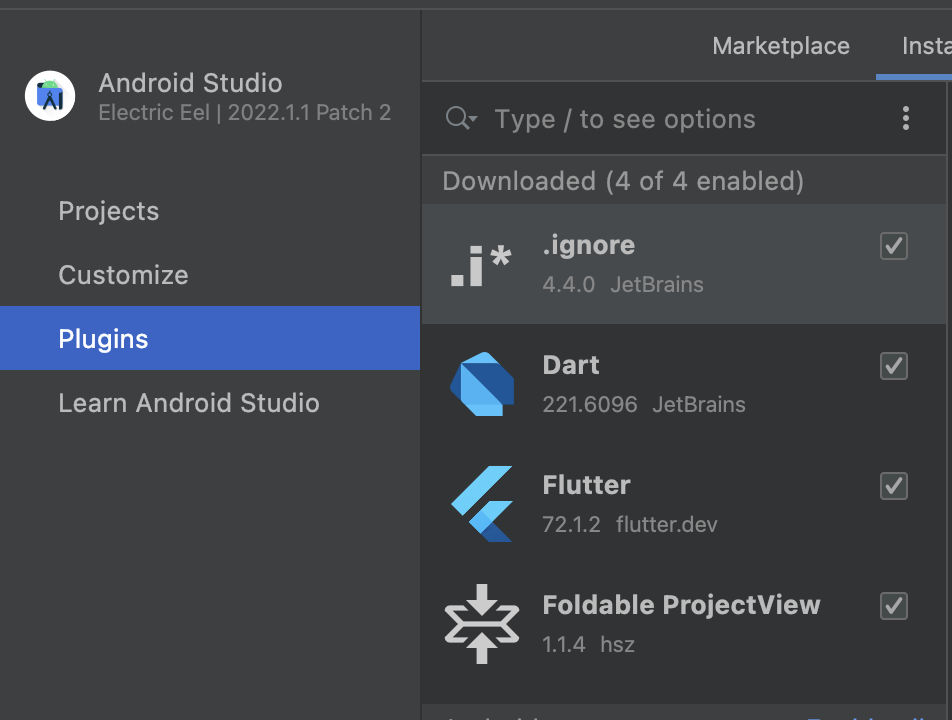 Android Studio
Electric Eel | 2022.1.1 Patch 2
Projects
Customize
Plugins
Learn Android Studio
Marketplace
Type / to see options
Downloaded (4 of 4 enabled)
.i*
.ignore
4.4.0 JetBrains
Dart
221.6096 JetBrains
Flutter
72.1.2 flutter.dev
Foldable ProjectView
1.1.4 hsz